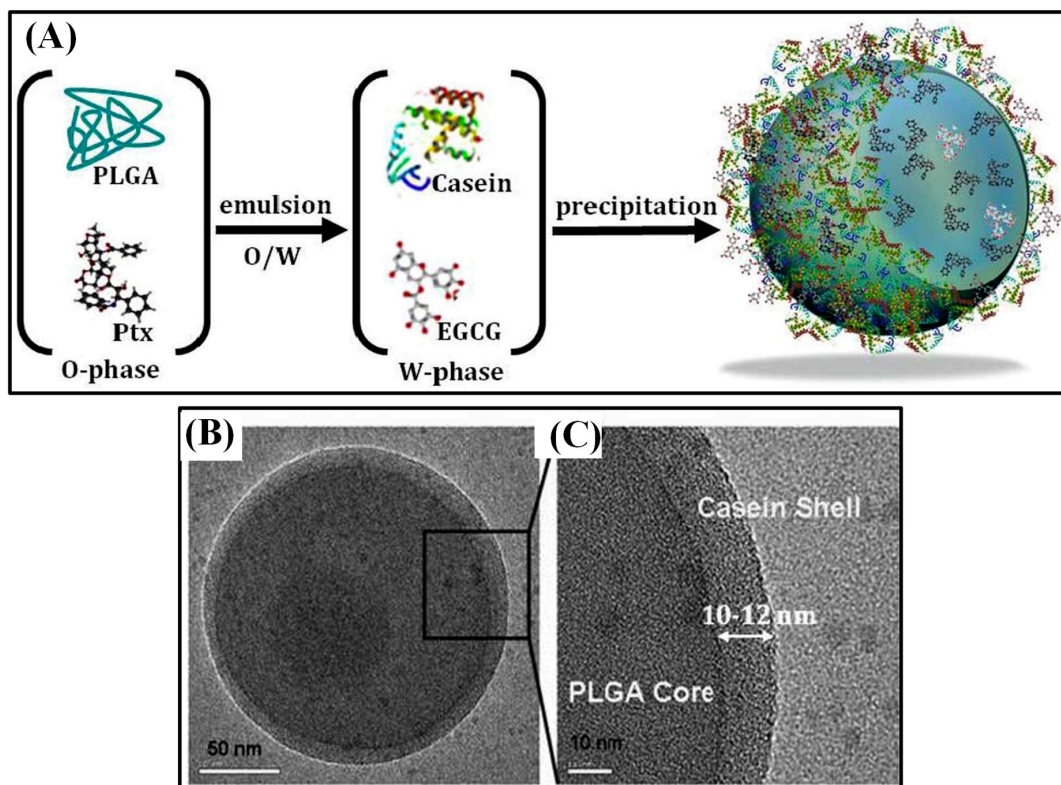 (A)
PLGA
Ptx
O-phase
emulsion
O/W
Casein
EGCG
W-phase
precipitation
(B)
50 nm
(C)
Casein Shell
10-12 nm
PLGA Core
10 nm